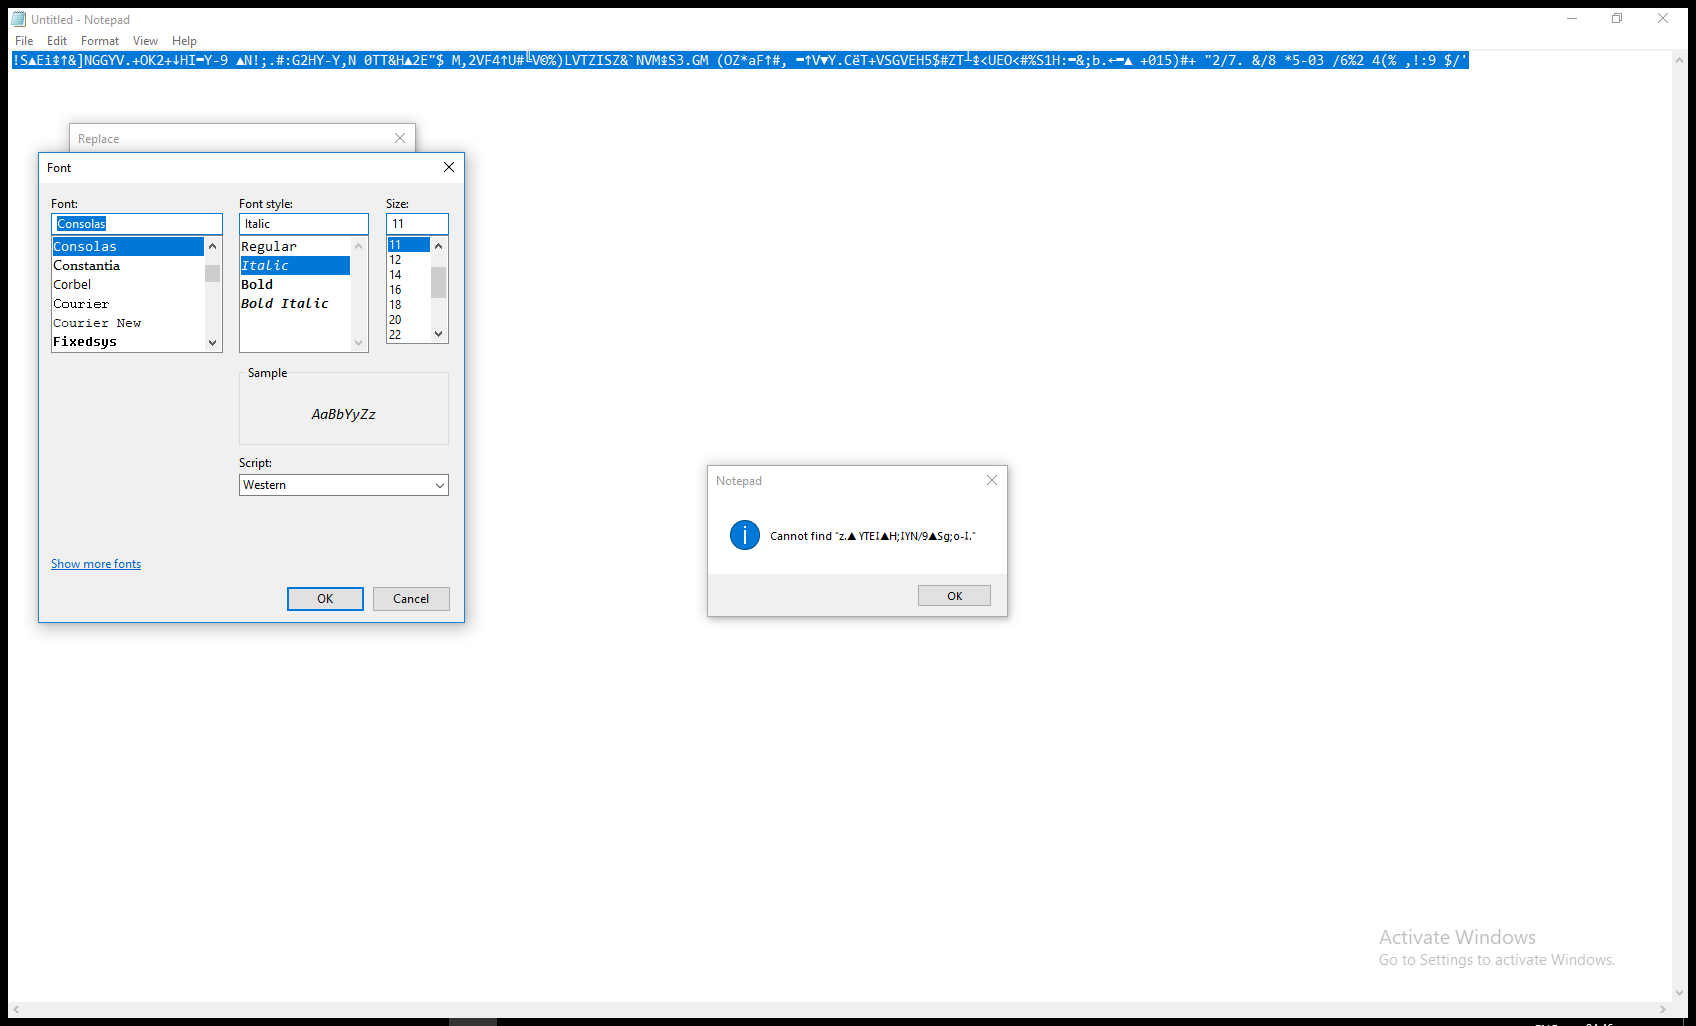 Untitled - Notepad
File Edit Format View Help
!S▲Ei↨↑&]NGGYV.+OK2+↓HI━Y-9 ▲N!;.#:G2HY-Y,N 0TT&H▲2E"$ M,2VF4↑U#╚V©%)LVTZISZ&`NVM↨S3.GM (OZ*aF↑#, ━↑V▼Y.CëT+VSGVEH5$#ZT┴↨<UEO<#%S1H:━&;b.←━▲ +015)#+ "2/7. &/8 *5-03 /6%2 4(% ,!:9 $/'
Replace
Font
Font:
Font style:
Size:
Consolas
Italic
11
Consolas
Constantia
Corbel
Courier
Courier New
Fixedsys
Regular
Italic
Bold
Bold Italic
11
12
14
16
18
20
22
Sample
AaBbYyZz
Script:
Western
Show more fonts
OK
Cancel
Notepad
Cannot find "z.▲ YTEI▲H;IYN/9▲Sg;o-I."
OK
Activate Windows
Go to Settings to activate Windows.